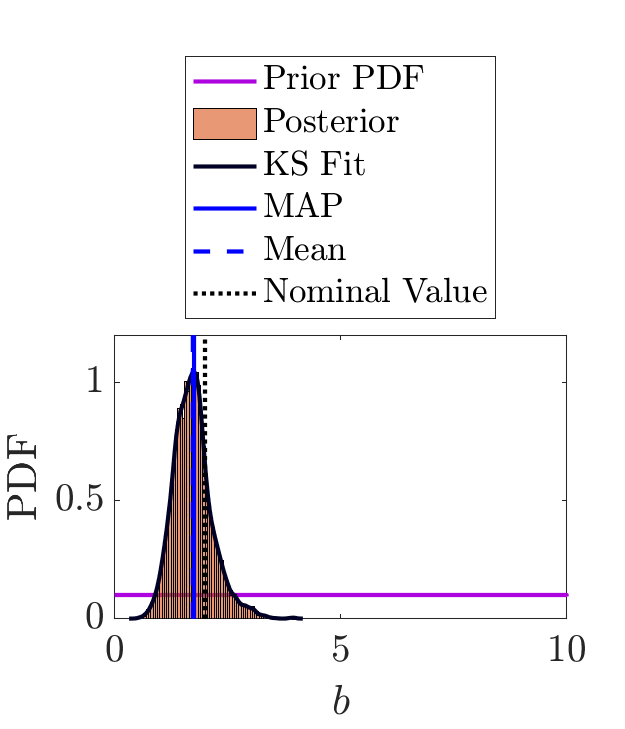 Prior PDF
Posterior
KS Fit
MAP
Mean
Nominal Value
1
0.5
0
PDF
0 5 10
b